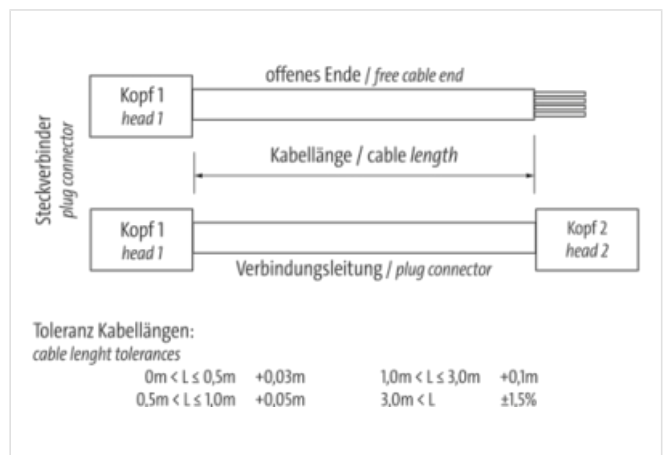 offenes Ende / free cable end
Kopf 1
head 1
Kabellänge / cable length
Steckverbinder
plug connector
Kopf 1
head 1
Kopf 2
head 2
Verbindungsleitung / plug connector
Toleranz Kabellängen:
cable lenght tolerances
0m < L ≤ 0,5m +0,03m 1,0m < L ≤ 3,0m +0,1m
0,5m < L ≤ 1,0m +0,05m 3,0m < L ±1,5%